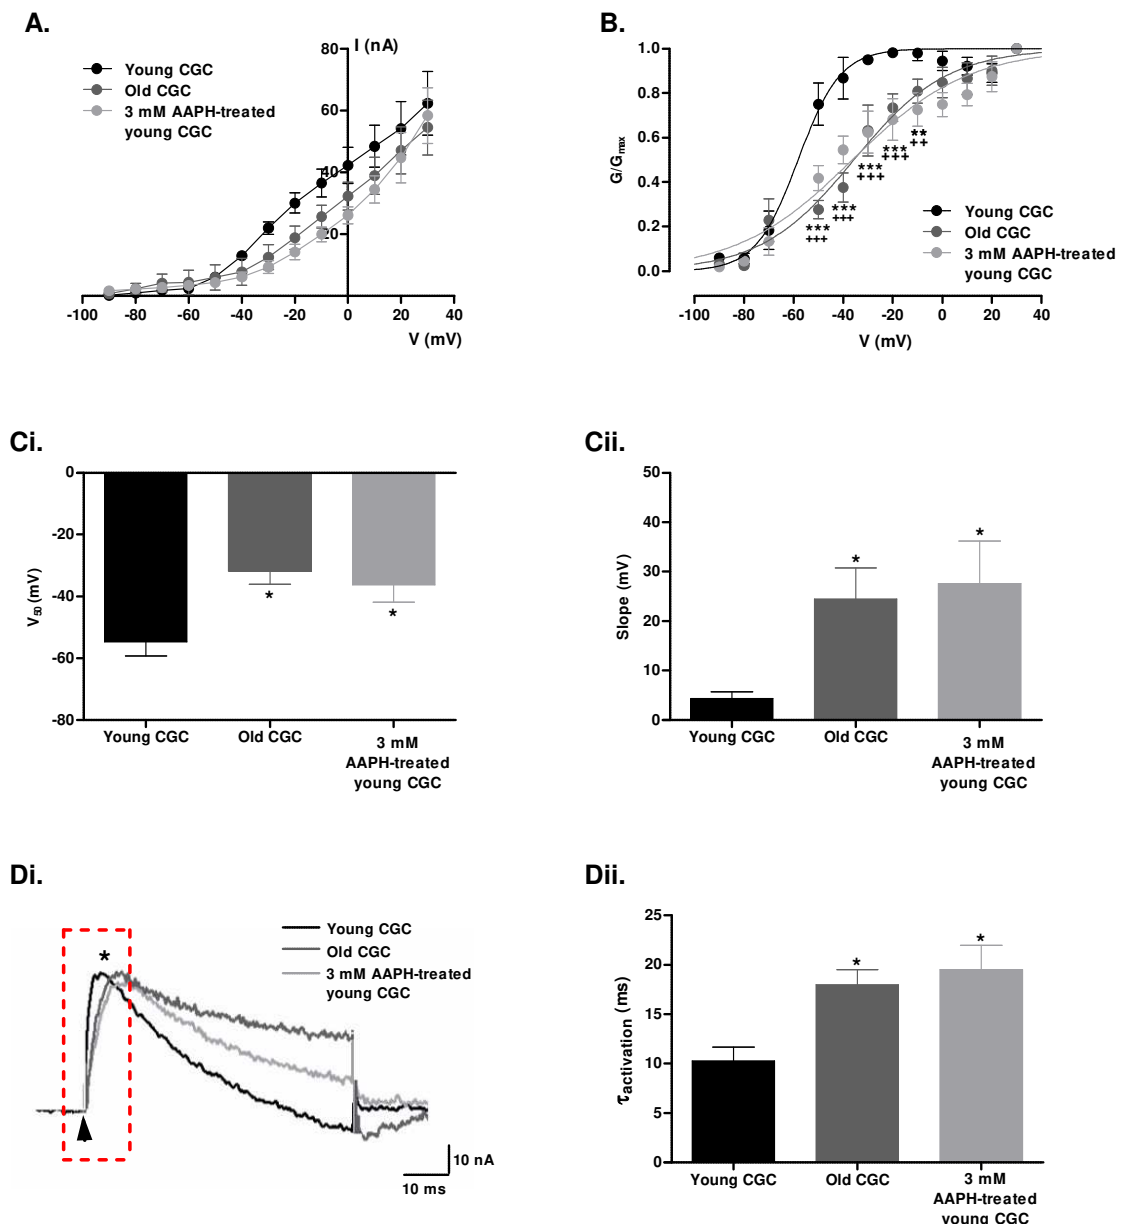 A.
I (nA)
Young CGC
Old CGC
3 mM AAPH-treated
young CGC
80
60
40
20
-100
-80
-60
-40
-20
0
20
40
V (mV)
B.
G/Gmax
1.0
0.8
0.6
0.4
0.2
0.0
***
+++
***
+++
***
+++
***
+++
**
++
Young CGC
Old CGC
3 mM AAPH-treated
young CGC
-100
-80
-60
-40
-20
0
20
40
V (mV)
Ci.
V50 (mV)
0
-20
-40
-60
-80
*
*
Young CGC
Old CGC
3 mM
AAPH-treated
young CGC
Cii.
Slope (mV)
50
40
30
20
10
0
*
*
Young CGC
Old CGC
3 mM
AAPH-treated
young CGC
Di.
Young CGC
Old CGC
3 mM AAPH-treated
young CGC
*
10 nA
10 ms
Dii.
τactivation (ms)
25
20
15
10
5
0
*
*
Young CGC
Old CGC
3 mM
AAPH-treated
young CGC